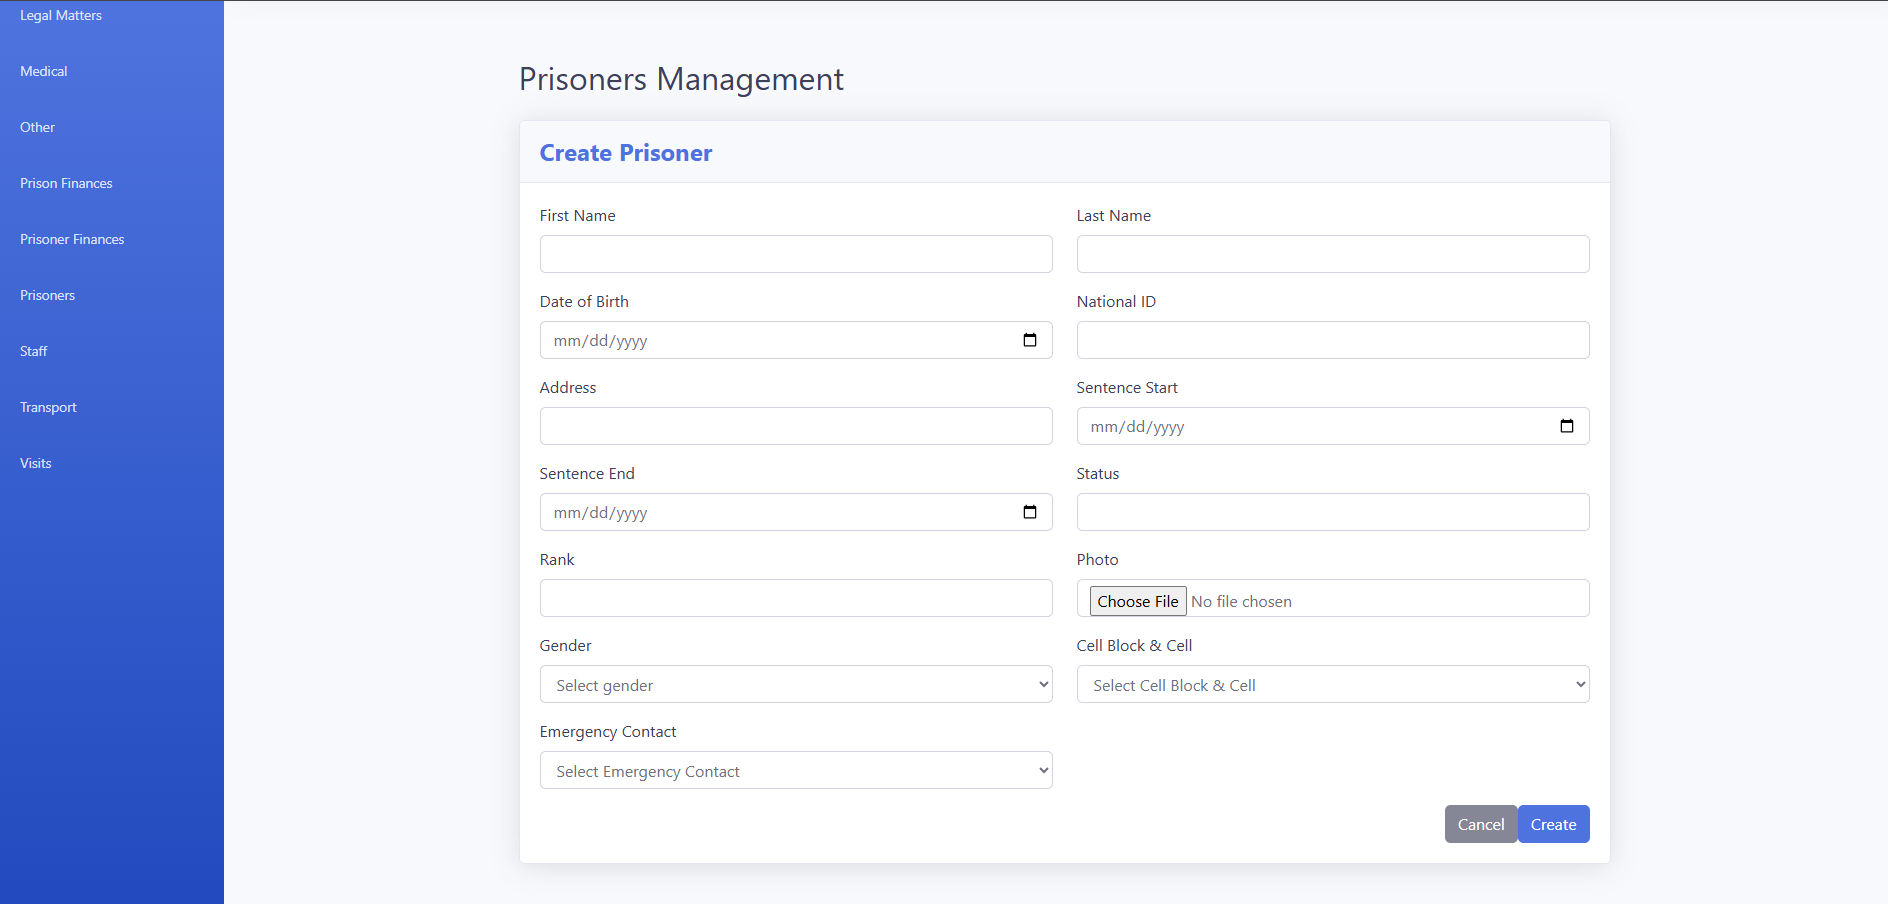 Legal Matters
Medical
Other
Prison Finances
Prisoner Finances
Prisoners
Staff
Transport
Visits
Prisoners Management
Create Prisoner
First Name
Last Name
Date of Birth
National ID
mm/dd/yyyy
Address
Sentence Start
mm/dd/yyyy
Sentence End
Status
mm/dd/yyyy
Rank
Photo
Choose File No file chosen
Gender
Cell Block & Cell
Select gender
Select Cell Block & Cell
Emergency Contact
Select Emergency Contact
Cancel
Create